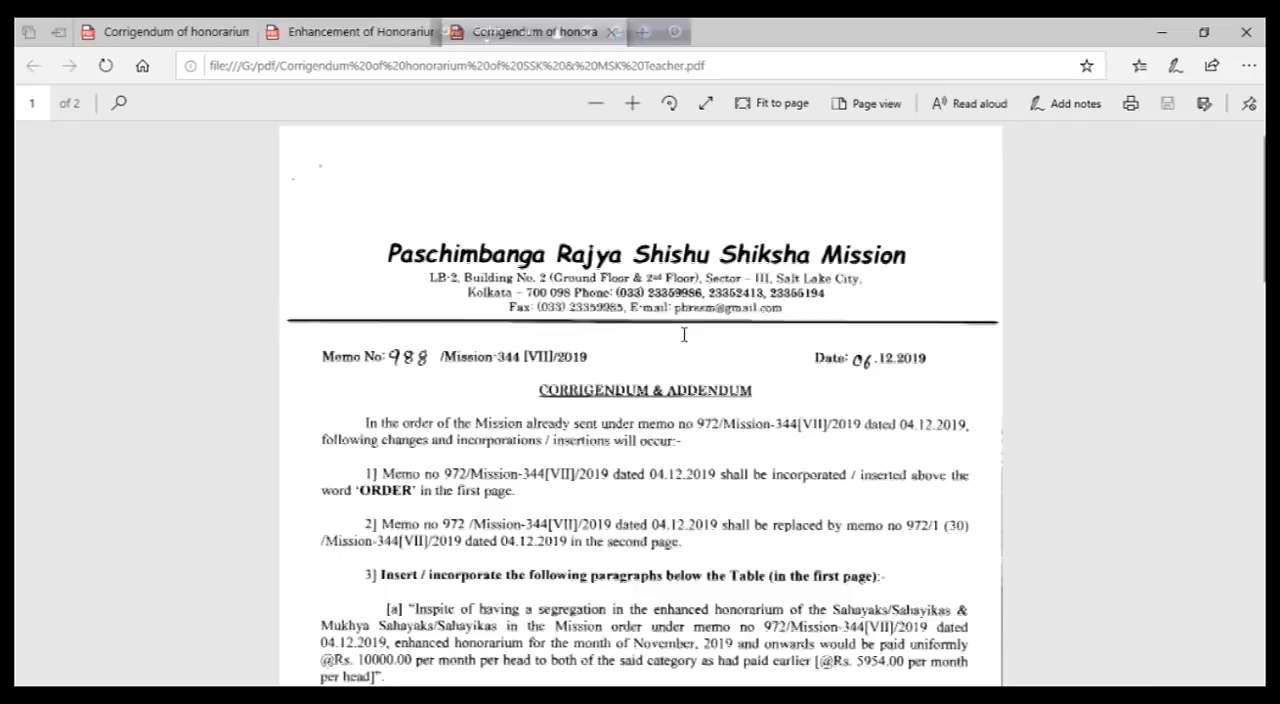 Corrigendum of honorarium
Enhancement of Honorariu
Corrigendum of honora
file:///G:/pdf/Corrigendum%20of%20honorarium%20of%20SSK%20&%20MSK%20Teacher.pdf
1 of 2
Fit to page
Page view
Read aloud
Add notes
Paschimbanga Rajya Shishu Shiksha Mission
LB-2, Building No. 2 (Ground Floor & 2nd Floor), Sector – III, Salt Lake City,
Kolkata – 700 098 Phone: (033) 23359986, 23352413, 23355194
Fax: (033) 23359985, E-mail: pbrssm@gmail.com
Memo No: 988 /Mission-344 [VII]/2019
Date: 06.12.2019
CORRIGENDUM & ADDENDUM
In the order of the Mission already sent under memo no 972/Mission-344[VII]/2019 dated 04.12.2019,
following changes and incorporations / insertions will occur:-
1] Memo no 972/Mission-344[VII]/2019 dated 04.12.2019 shall be incorporated / inserted above the
word ‘ORDER’ in the first page.
2] Memo no 972 /Mission-344[VII]/2019 dated 04.12.2019 shall be replaced by memo no 972/1 (30)
/Mission-344[VII]/2019 dated 04.12.2019 in the second page.
3] Insert / incorporate the following paragraphs below the Table (in the first page):-
[a] “Inspite of having a segregation in the enhanced honorarium of the Sahayaks/Sahayikas &
Mukhya Sahayaks/Sahayikas in the Mission order under memo no 972/Mission-344[VII]/2019 dated
04.12.2019, enhanced honorarium for the month of November, 2019 and onwards would be paid uniformly
@Rs. 10000.00 per month per head to both of the said category as had paid earlier [@Rs. 5954.00 per month
per head]”.